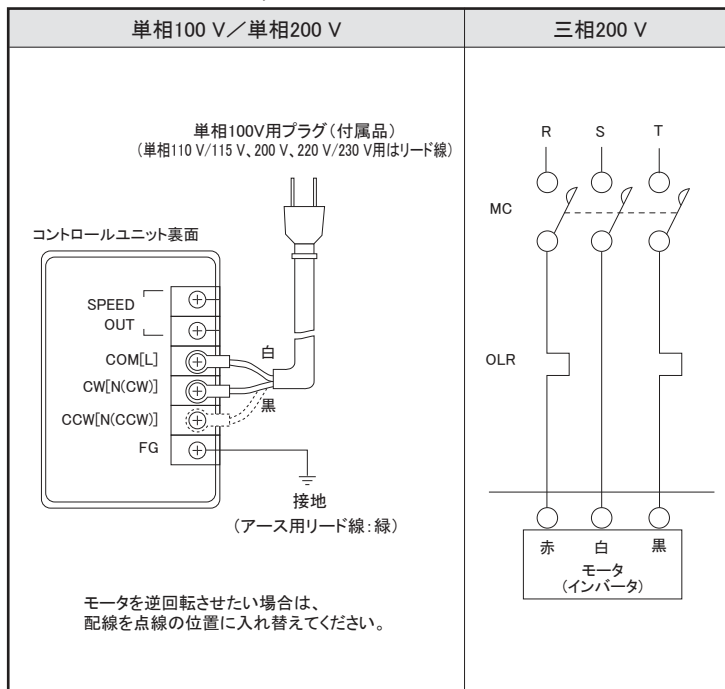 単相100 V／単相200 V
三相200 V
単相100V用プラグ（付属品）
（単相110 V/115 V、200 V、220 V/230 V用はリード線）
コントロールユニット裏面
SPEED
OUT
COM[L]
CW[N(CW)]
CCW[N(CCW)]
FG
白
黒
接地
（アース用リード線：緑）
モータを逆回転させたい場合は、
配線を点線の位置に入れ替えてください。
R S T
MC
OLR
赤 白 黒
モータ
（インバータ）